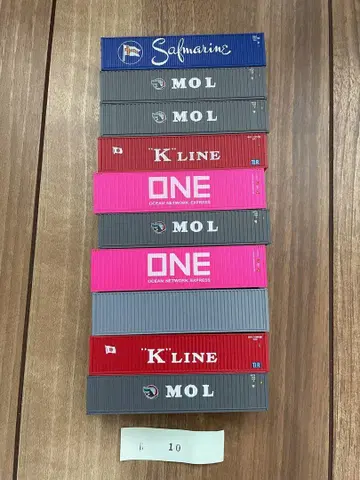 Safmarine
MOL
MOL
"K" LINE
ONE
OCEAN NETWORK EXPRESS
MOL
ONE
OCEAN NETWORK EXPRESS
"K" LINE
MOL
10